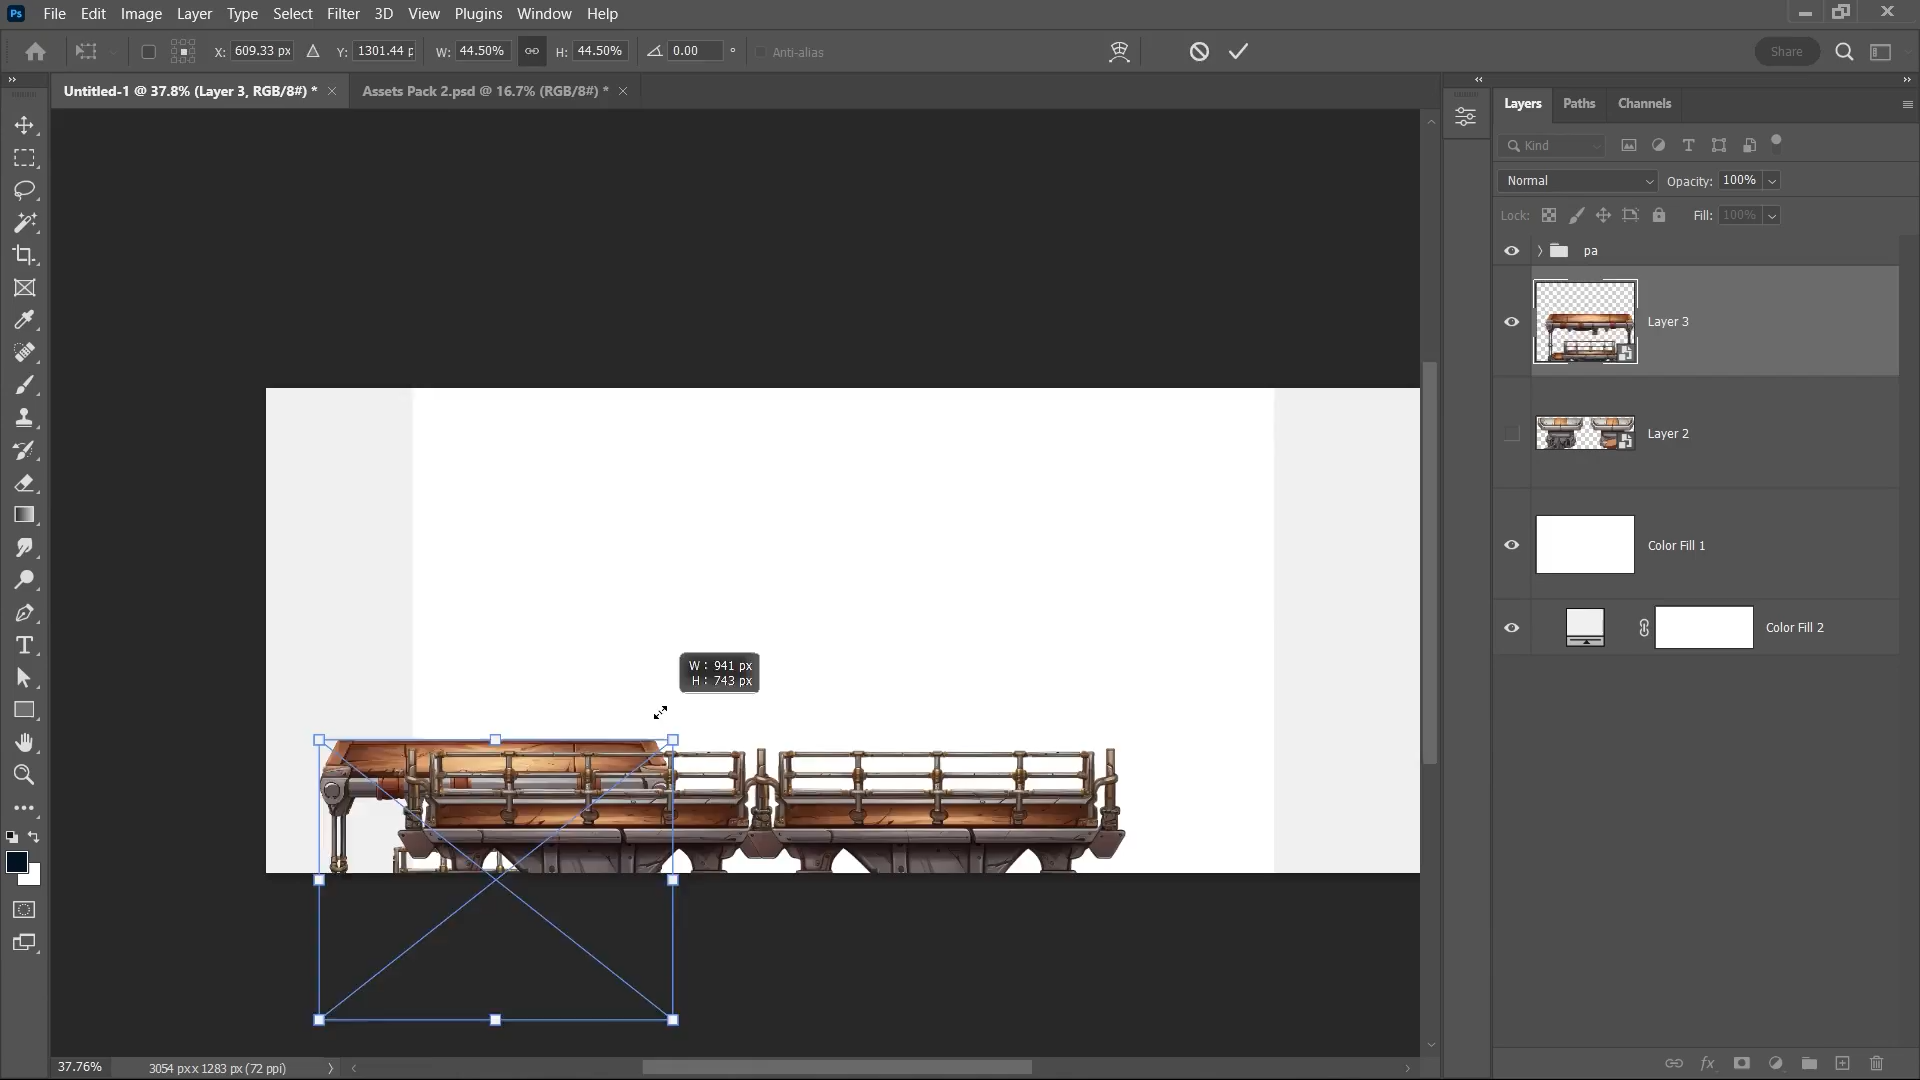 Ps File Edit Image Layer Type Select Filter 3D View Plugins Window Help
X: 609.33 px Y: 1301.44 p W: 44.50% H: 44.50% 0.00 ° Anti-alias Share
Untitled-1 @ 37.8% (Layer 3, RGB/8#) * × Assets Pack 2.psd @ 16.7% (RGB/8#) * ×
Layers Paths Channels
Kind
Normal Opacity: 100%
Lock: Fill: 100%
pa
Layer 3
Layer 2
Color Fill 1
Color Fill 2
W : 941 px
H : 743 px
37.76% 3054 px x 1283 px (72 ppi)